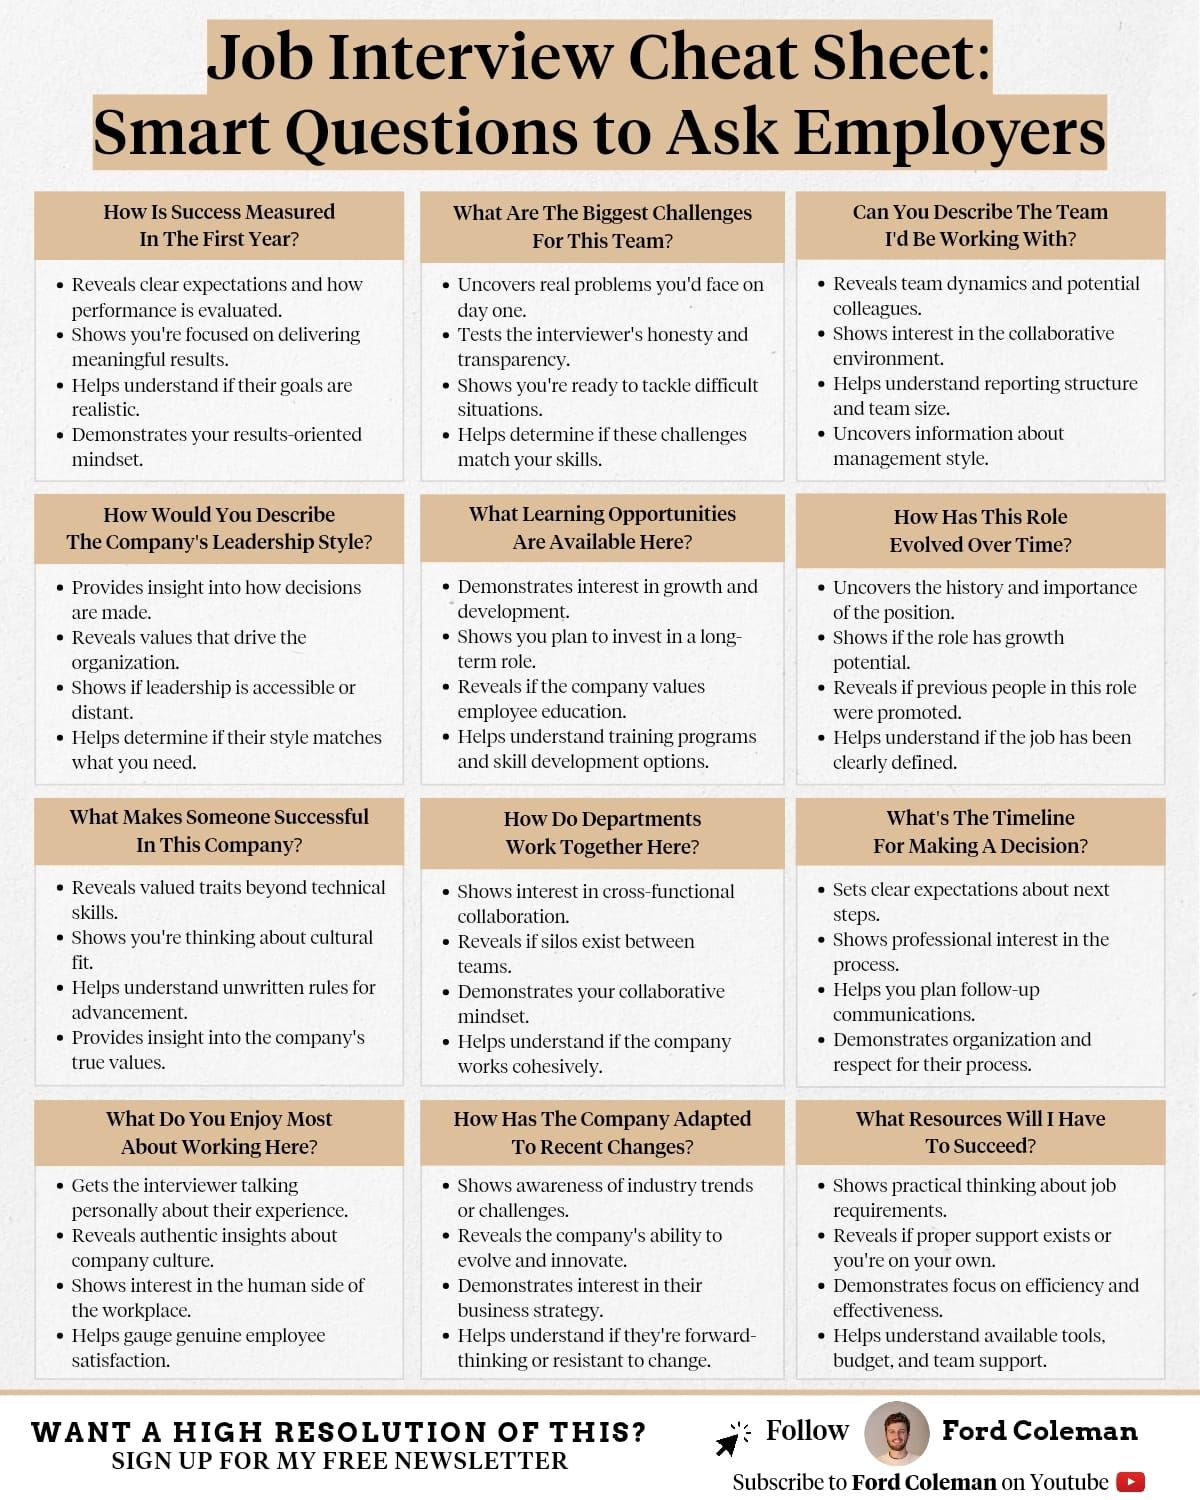 Job Interview Cheat Sheet:
Smart Questions to Ask Employers
How Is Success Measured
In The First Year?
• Reveals clear expectations and how
performance is evaluated.
• Shows you're focused on delivering
meaningful results.
• Helps understand if their goals are
realistic.
• Demonstrates your results-oriented
mindset.
What Are The Biggest Challenges
For This Team?
• Uncovers real problems you'd face on
day one.
• Tests the interviewer's honesty and
transparency.
• Shows you're ready to tackle difficult
situations.
• Helps determine if these challenges
match your skills.
Can You Describe The Team
I'd Be Working With?
• Reveals team dynamics and potential
colleagues.
• Shows interest in the collaborative
environment.
• Helps understand reporting structure
and team size.
• Uncovers information about
management style.
How Would You Describe
The Company's Leadership Style?
• Provides insight into how decisions
are made.
• Reveals values that drive the
organization.
• Shows if leadership is accessible or
distant.
• Helps determine if their style matches
what you need.
What Learning Opportunities
Are Available Here?
• Demonstrates interest in growth and
development.
• Shows you plan to invest in a long-
term role.
• Reveals if the company values
employee education.
• Helps understand training programs
and skill development options.
How Has This Role
Evolved Over Time?
• Uncovers the history and importance
of the position.
• Shows if the role has growth
potential.
• Reveals if previous people in this role
were promoted.
• Helps understand if the job has been
clearly defined.
What Makes Someone Successful
In This Company?
• Reveals valued traits beyond technical
skills.
• Shows you're thinking about cultural
fit.
• Helps understand unwritten rules for
advancement.
• Provides insight into the company's
true values.
How Do Departments
Work Together Here?
• Shows interest in cross-functional
collaboration.
• Reveals if silos exist between
teams.
• Demonstrates your collaborative
mindset.
• Helps understand if the company
works cohesively.
What's The Timeline
For Making A Decision?
• Sets clear expectations about next
steps.
• Shows professional interest in the
process.
• Helps you plan follow-up
communications.
• Demonstrates organization and
respect for their process.
What Do You Enjoy Most
About Working Here?
• Gets the interviewer talking
personally about their experience.
• Reveals authentic insights about
company culture.
• Shows interest in the human side of
the workplace.
• Helps gauge genuine employee
satisfaction.
How Has The Company Adapted
To Recent Changes?
• Shows awareness of industry trends
or challenges.
• Reveals the company's ability to
evolve and innovate.
• Demonstrates interest in their
business strategy.
• Helps understand if they're forward-
thinking or resistant to change.
What Resources Will I Have
To Succeed?
• Shows practical thinking about job
requirements.
• Reveals if proper support exists or
you're on your own.
• Demonstrates focus on efficiency and
effectiveness.
• Helps understand available tools,
budget, and team support.
WANT A HIGH RESOLUTION OF THIS?
SIGN UP FOR MY FREE NEWSLETTER
Follow Ford Coleman
Subscribe to Ford Coleman on Youtube